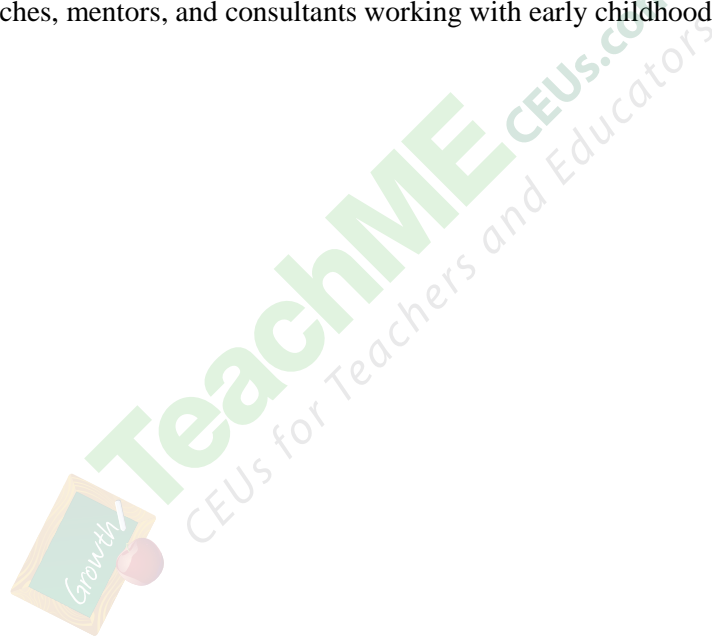 ches, mentors, and consultants working with early childhood
TeachME CEUs.com
CEUs for Teachers and Educators
Growth